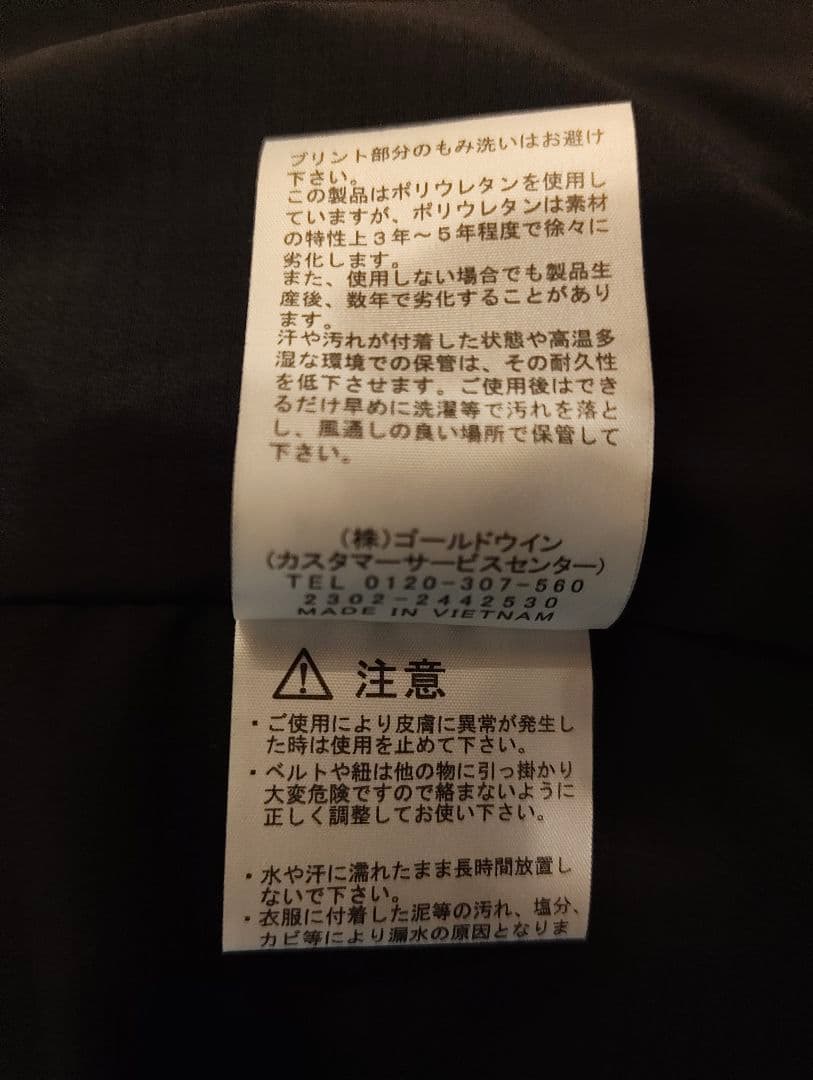 プリント部分のもみ洗いはお避け
下さい。
この製品はポリウレタンを使用し
ていますが、ポリウレタンは素材
の特性上3年～5年程度で徐々に
劣化します。
また、使用しない場合でも製品生
産後、数年で劣化することがあり
ます。
汗や汚れが付着した状態や高温多
湿な環境での保管は、その耐久性
を低下させます。ご使用後はでき
るだけ早めに洗濯等で汚れを落と
し、風通しの良い場所で保管して
下さい。
(株)ゴールドウイン
(カスタマーサービスセンター)
TEL 0120-307-560
2302-2442530
MADE IN VIETNAM
⚠ 注意
・ご使用により皮膚に異常が発生し
た時は使用を止めて下さい。
・ベルトや紐は他の物に引っ掛かり
大変危険ですので絡まないように
正しく調整してお使い下さい。
・水や汗に濡れたまま長時間放置し
ないで下さい。
・衣服に付着した泥等の汚れ、塩分、
カビ等により漏水の原因となりま